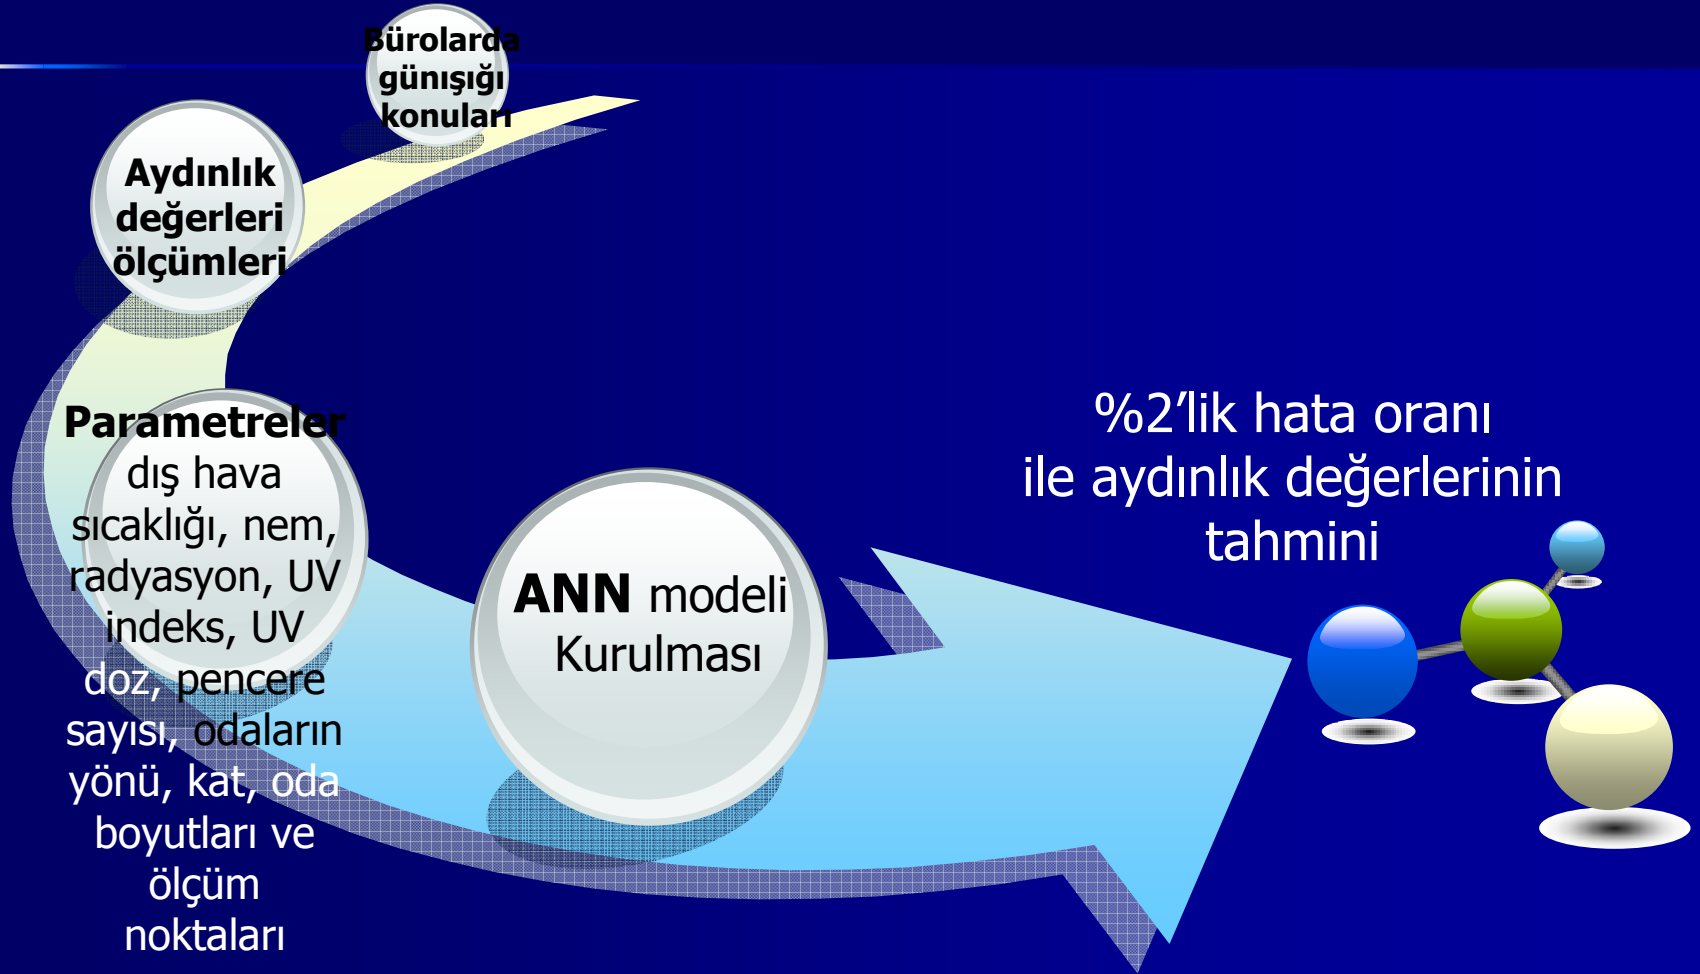 Bürolarda
günışığı
konuları
Aydınlık
değerleri
ölçümleri
Parametreler
dış hava
sıcaklığı, nem,
radyasyon, UV
indeks, UV
doz, pencere
sayısı, odaların
yönü, kat, oda
boyutları ve
ölçüm
noktaları
ANN modeli
Kurulması
%2’lik hata oranı
ile aydınlık değerlerinin
tahmini